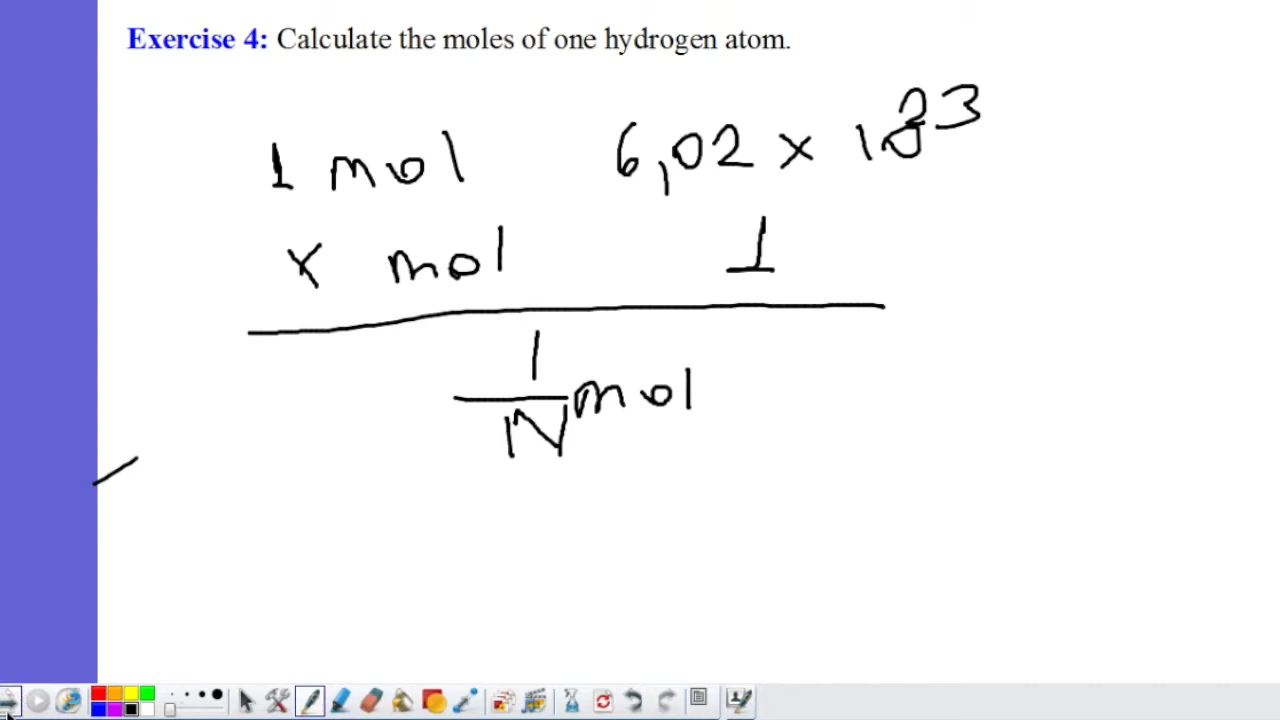 Exercise 4: Calculate the moles of one hydrogen atom.
1 mol 6,02 x 10²³
x mol 1
1
N mol